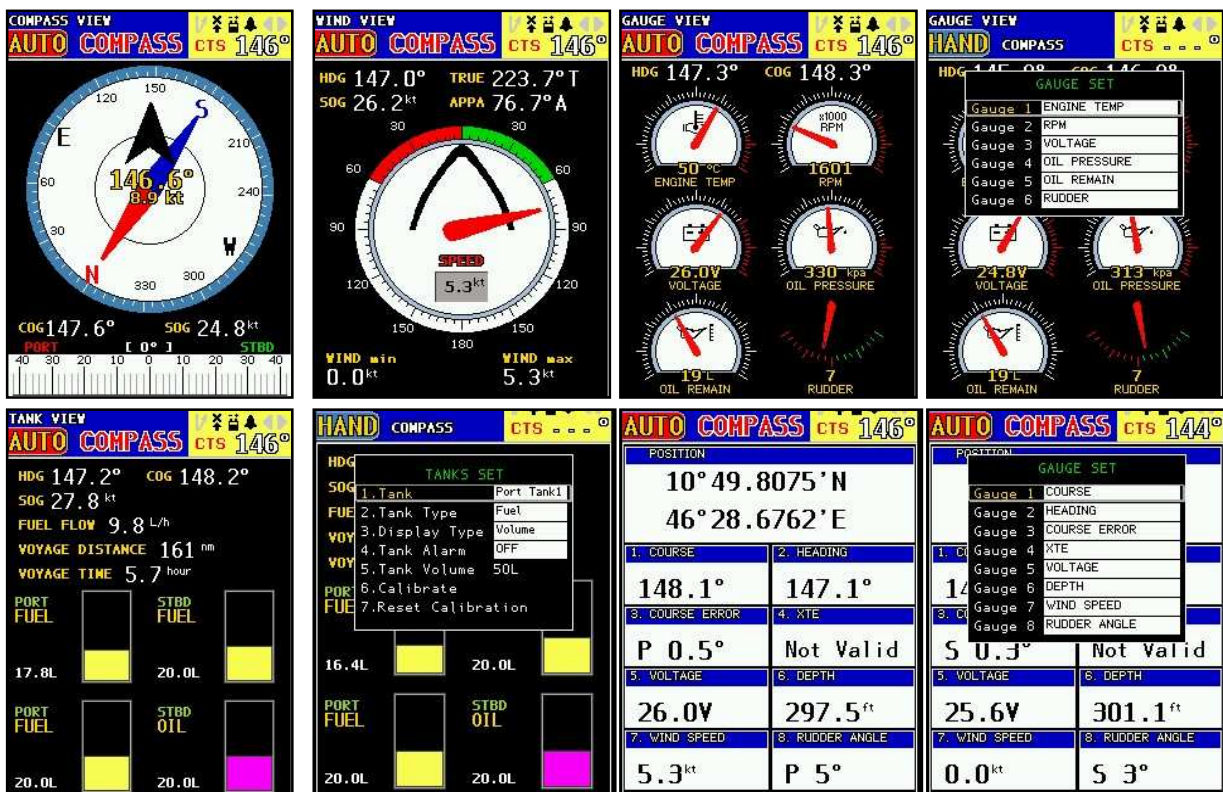 COMPASS VIEW
AUTO COMPASS CTS 146°
150
120
S
E
210
60
146.6°
8.9 kt
240
30
W
N
330
300
COG 147.6° SOG 24.8kt
PORT [ 0° ] STBD
40 30 20 10 0 10 20 30 40
WIND VIEW
AUTO COMPASS CTS 146°
HDG 147.0° TRUE 223.7°T
SOG 26.2kt APPA 76.7°A
30 30
60 60
90 90
SPEED
5.3kt
120 120
150 150
180
WIND min WIND max
0.0kt 5.3kt
GAUGE VIEW
AUTO COMPASS CTS 146°
HDG 147.3° COG 148.3°
x1000
RPM
50 °C 1601
ENGINE TEMP RPM
26.0V 330 kpa
VOLTAGE OIL PRESSURE
19 L 7
OIL REMAIN RUDDER
GAUGE VIEW
HAND COMPASS CTS - - - °
HDG
GAUGE SET
Gauge 1 ENGINE TEMP
Gauge 2 RPM
Gauge 3 VOLTAGE
Gauge 4 OIL PRESSURE
Gauge 5 OIL REMAIN
Gauge 6 RUDDER
24.8V 313 kpa
VOLTAGE OIL PRESSURE
19 L 7
OIL REMAIN RUDDER
TANK VIEW
AUTO COMPASS CTS 146°
HDG 147.2° COG 148.2°
SOG 27.8 kt
FUEL FLOW 9.8 L/h
VOYAGE DISTANCE 161 nm
VOYAGE TIME 5.7 hour
PORT STBD
FUEL FUEL
17.8L 20.0L
PORT STBD
FUEL OIL
20.0L 20.0L
HAND COMPASS CTS - - - °
HDG
SOG
FUE
VOY
VOY
POR
FUE
TANKS SET
1.Tank Port Tank1
2.Tank Type Fuel
3.Display Type Volume
4.Tank Alarm OFF
5.Tank Volume 50L
6.Calibrate
7.Reset Calibration
16.4L 20.0L
PORT STBD
FUEL OIL
20.0L 20.0L
AUTO COMPASS CTS 146°
POSITION
10°49.8075'N
46°28.6762'E
1. COURSE 2. HEADING
148.1° 147.1°
3. COURSE ERROR 4. XTE
P 0.5° Not Valid
5. VOLTAGE 6. DEPTH
26.0V 297.5ft
7. WIND SPEED 8. RUDDER ANGLE
5.3kt P 5°
AUTO COMPASS CTS 144°
POSITION
GAUGE SET
Gauge 1 COURSE
Gauge 2 HEADING
Gauge 3 COURSE ERROR
Gauge 4 XTE
Gauge 5 VOLTAGE
Gauge 6 DEPTH
Gauge 7 WIND SPEED
Gauge 8 RUDDER ANGLE
1. CO
14
3. CO
S 0.3° Not Valid
5. VOLTAGE 6. DEPTH
25.6V 301.1ft
7. WIND SPEED 8. RUDDER ANGLE
0.0kt S 3°